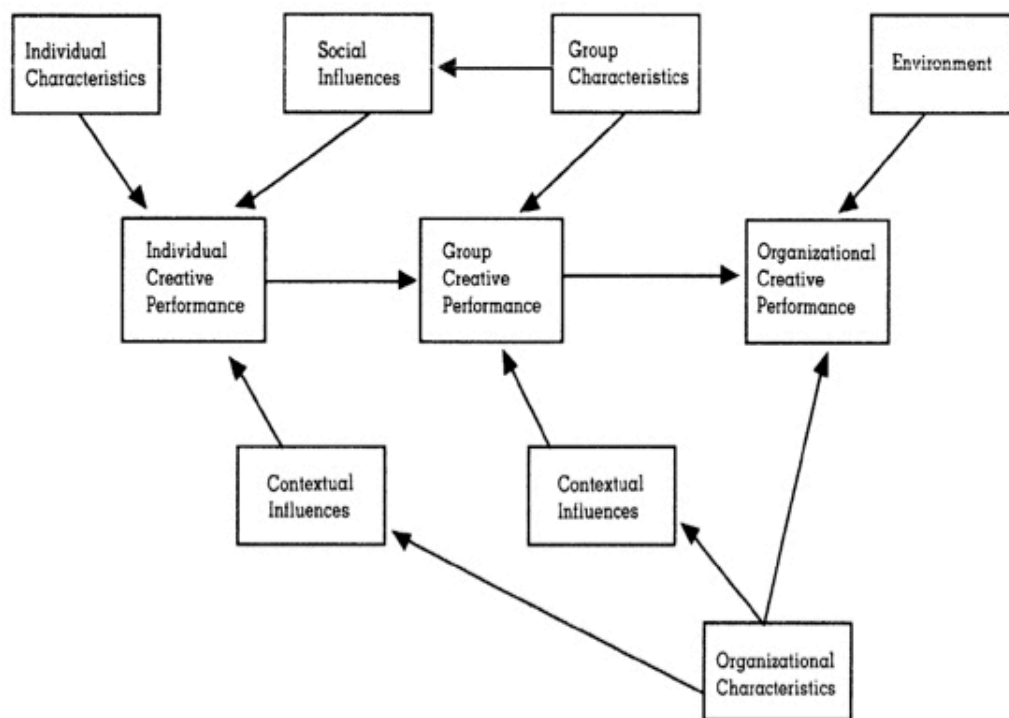 Individual
Characteristics
Social
Influences
Group
Characteristics
Environment
Individual
Creative
Performance
Group
Creative
Performance
Organizational
Creative
Performance
Contextual
Influences
Contextual
Influences
Organizational
Characteristics